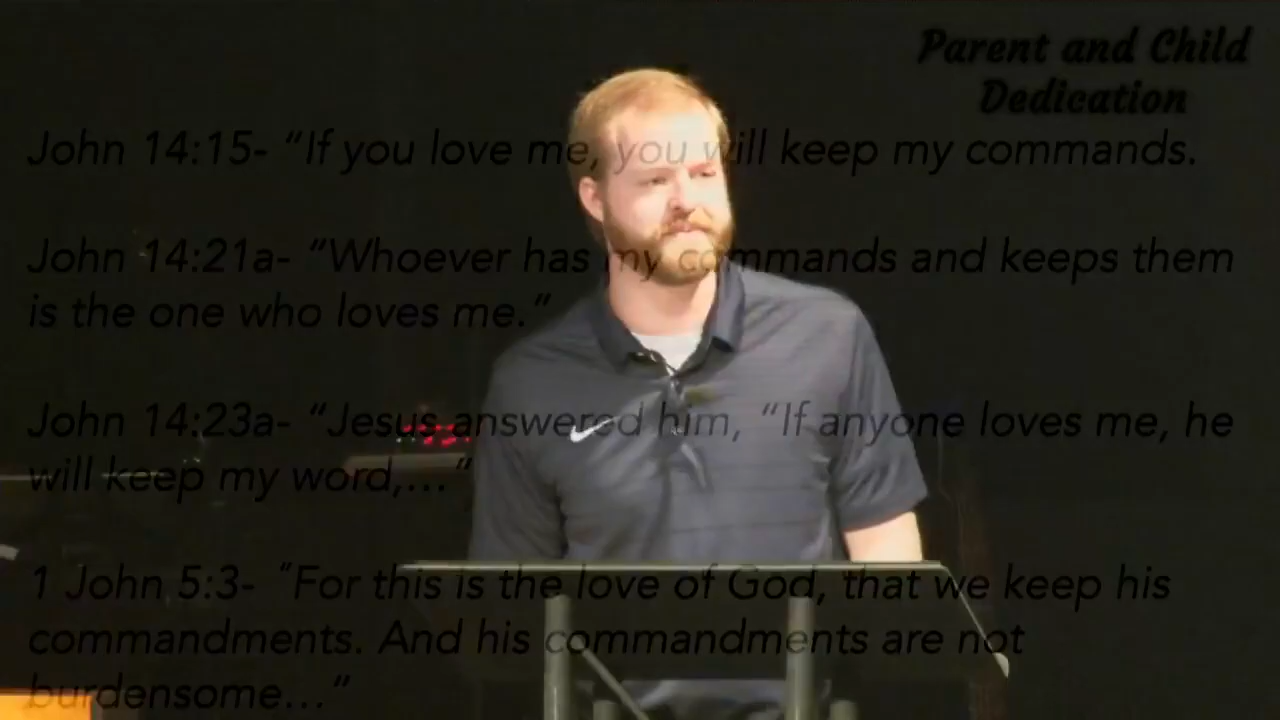 Parent and Child
Dedication
John 14:15- “If you love me, you will keep my commands.
John 14:21a- “Whoever has my commands and keeps them
is the one who loves me.”
John 14:23a- “Jesus answered him, “If anyone loves me, he
will keep my word,...”
1 John 5:3- “For this is the love of God, that we keep his
commandments. And his commandments are not
burdensome...”